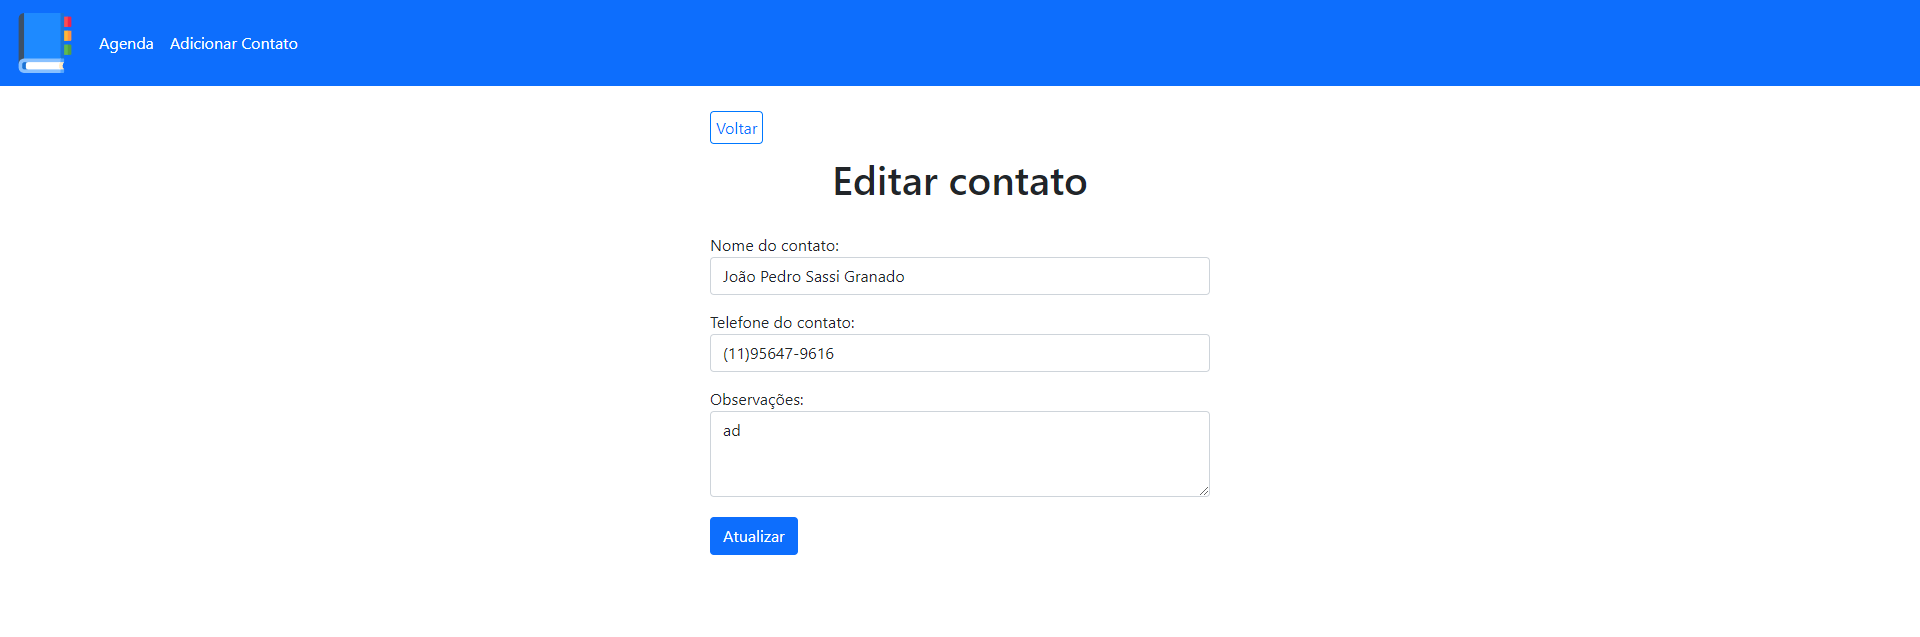 Agenda Adicionar Contato
Voltar
Editar contato
Nome do contato:
João Pedro Sassi Granado
Telefone do contato:
(11)95647-9616
Observações:
ad
Atualizar